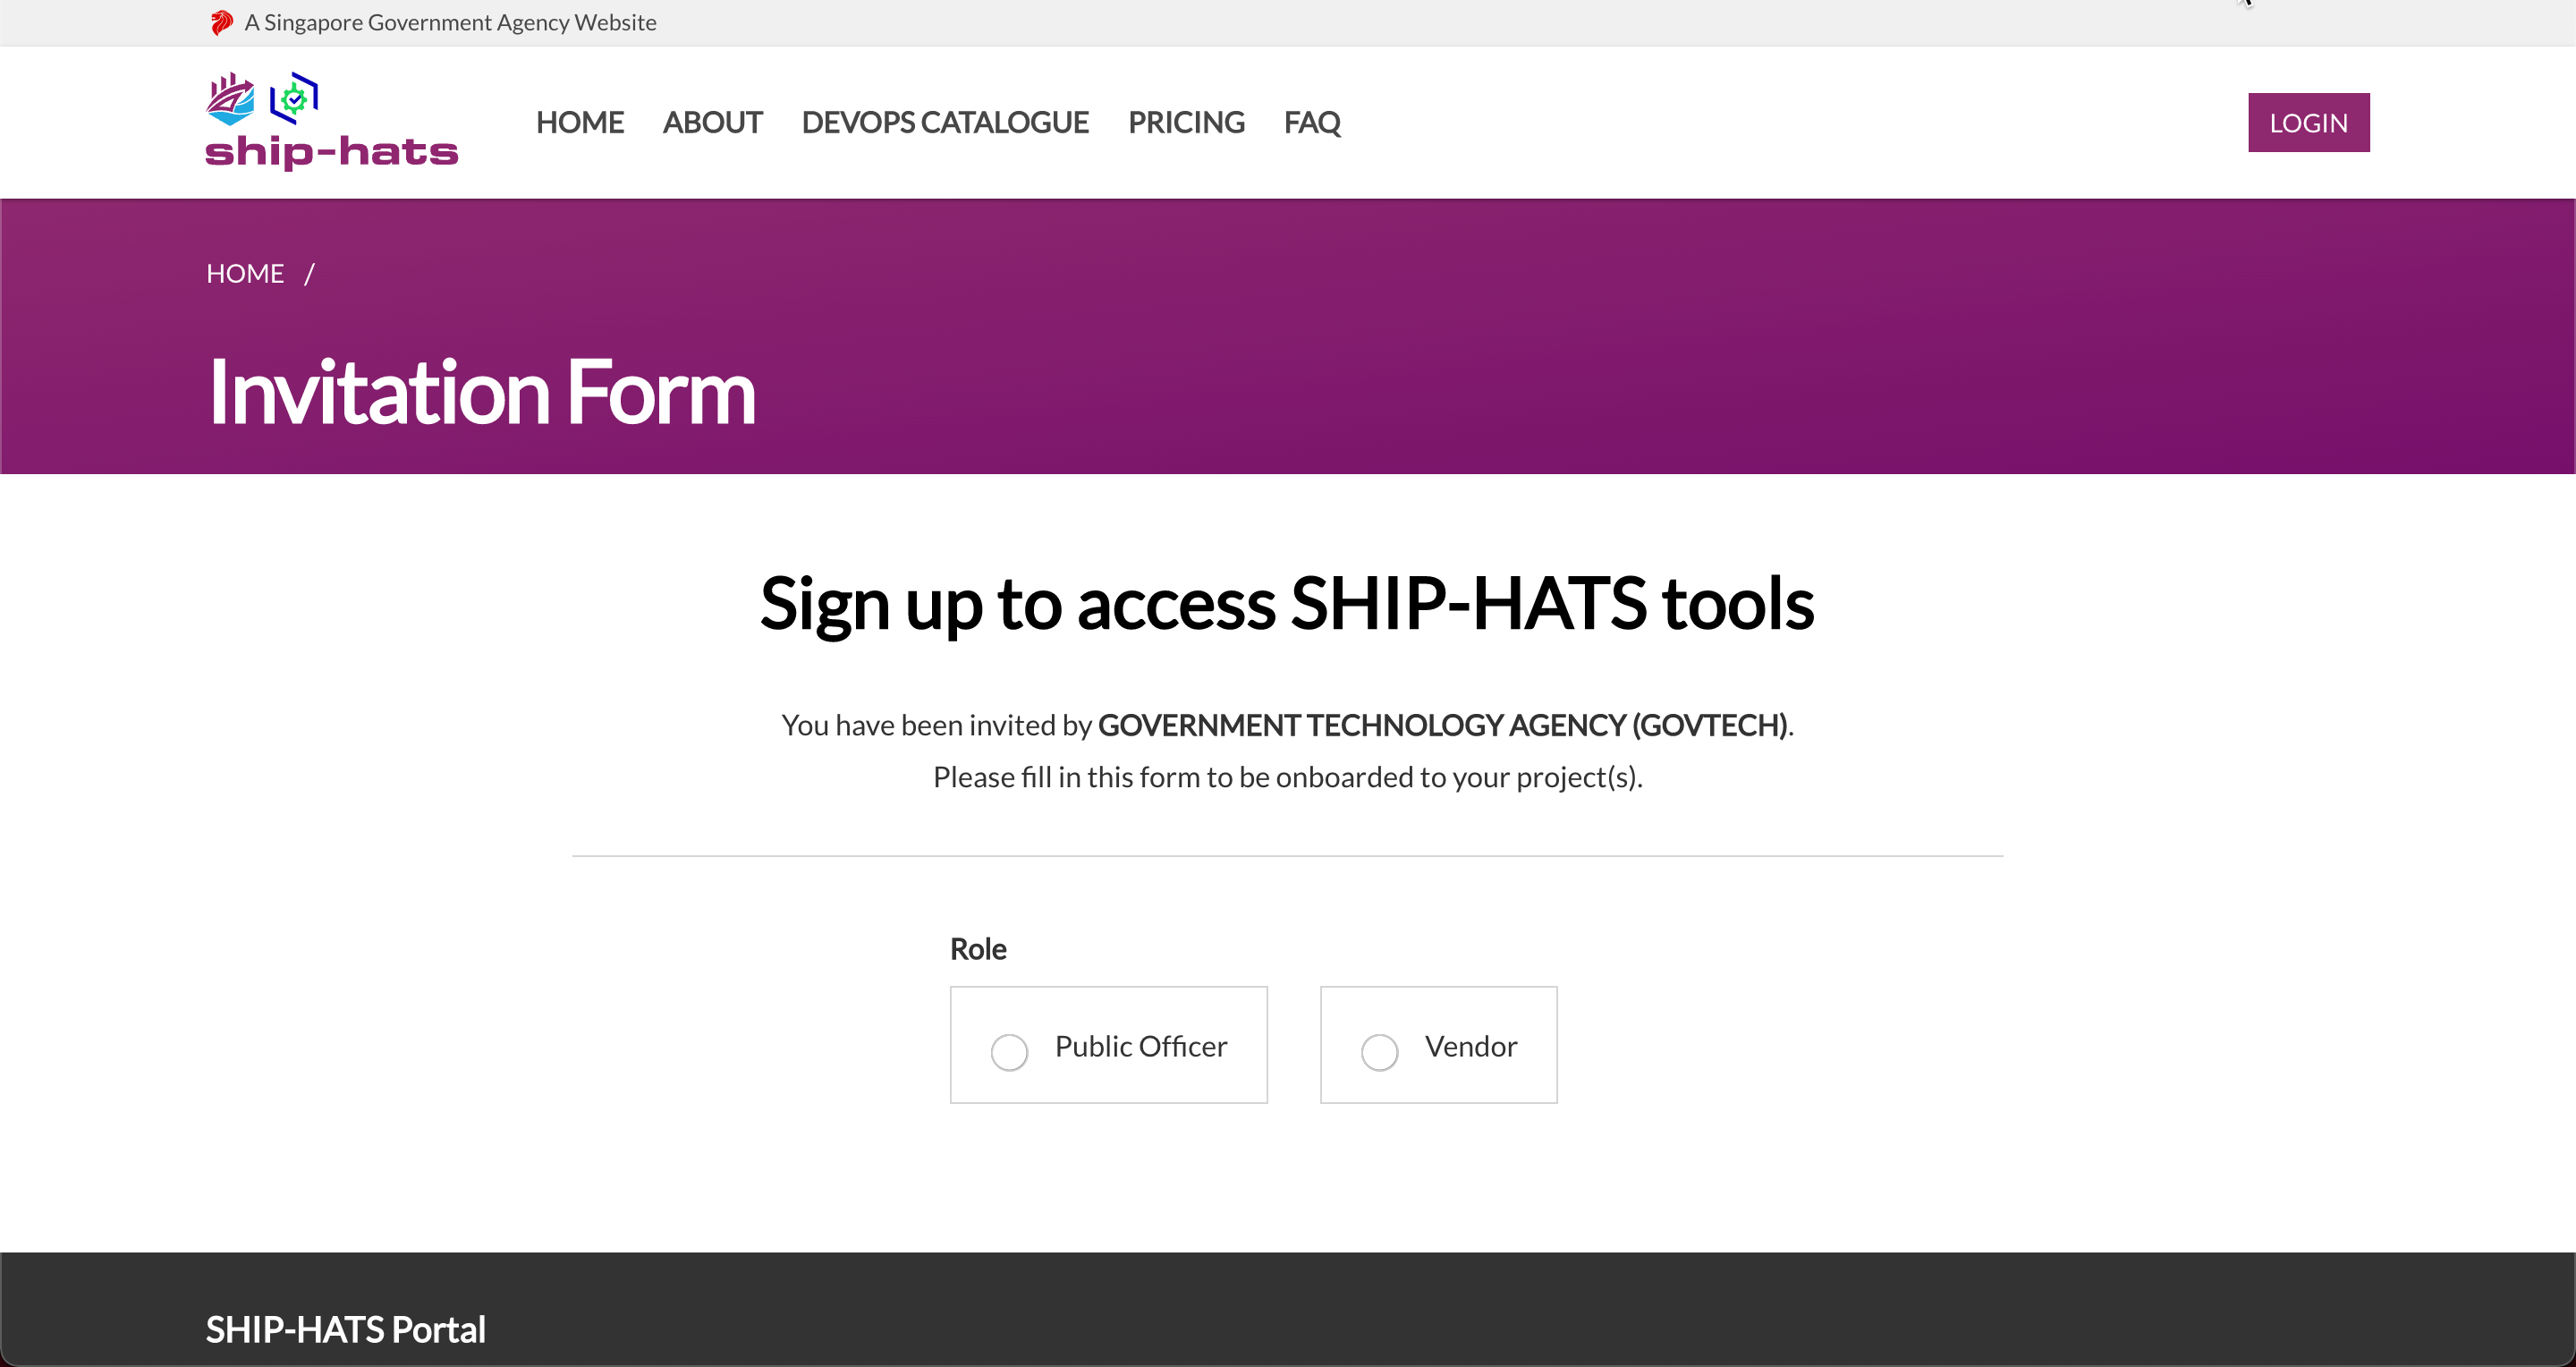 A Singapore Government Agency Website
ship-hats
HOME ABOUT DEVOPS CATALOGUE PRICING FAQ
LOGIN
HOME /
Invitation Form
Sign up to access SHIP-HATS tools
You have been invited by GOVERNMENT TECHNOLOGY AGENCY (GOVTECH).
Please fill in this form to be onboarded to your project(s).
Role
Public Officer
Vendor
SHIP-HATS Portal